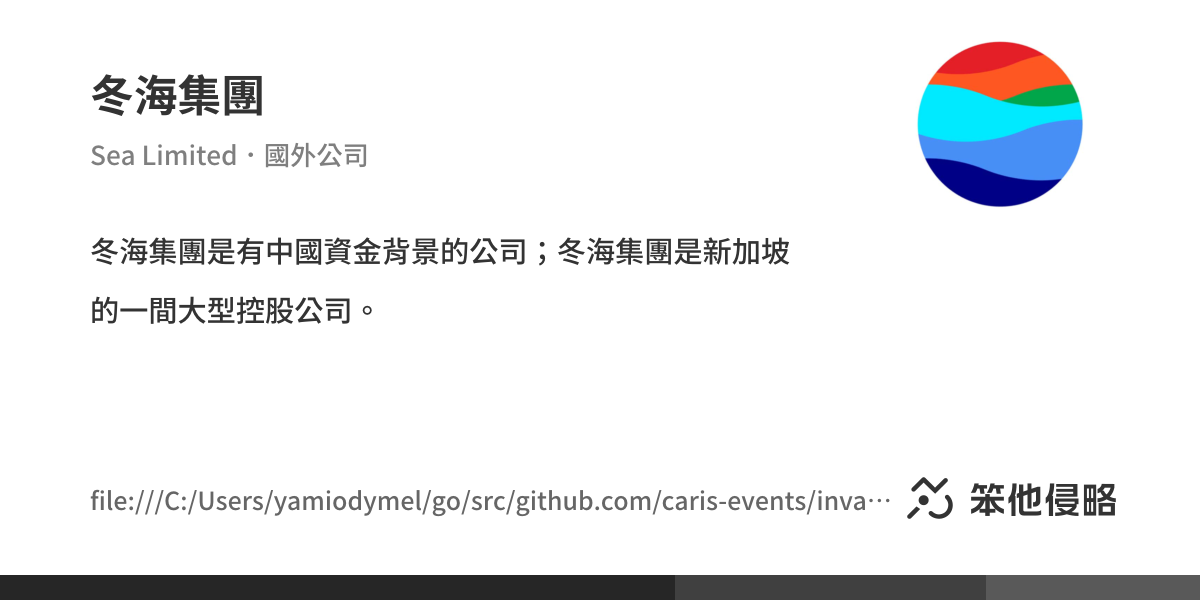 冬海集團
Sea Limited・國外公司
冬海集團是有中國資金背景的公司；冬海集團是新加坡
的一間大型控股公司。
file:///C:/Users/yamiodymel/go/src/github.com/caris-events/inva…
笨他侵略